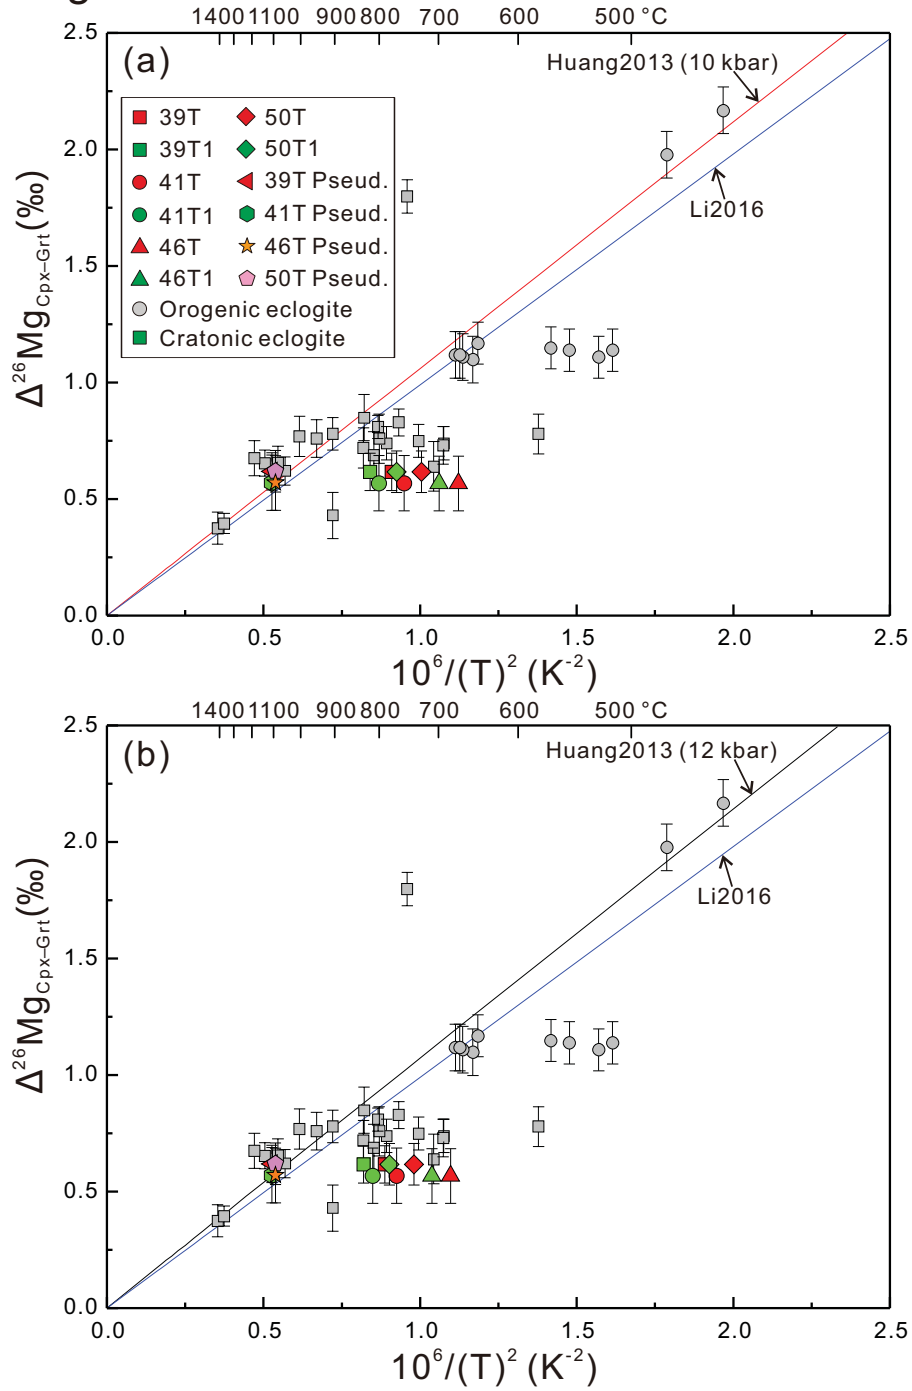 1400 1100 900 800 700 600 500 °C
(a)
Huang2013 (10 kbar)
Li2016
39T 50T
39T1 50T1
41T 39T Pseud.
41T1 41T Pseud.
46T 46T Pseud.
46T1 50T Pseud.
Orogenic eclogite
Cratonic eclogite
2.5
2.0
1.5
1.0
0.5
0.0
Δ²⁶Mg_Cpx–Grt(‰)
0.0 0.5 1.0 1.5 2.0 2.5
10⁶/(T)² (K⁻²)
1400 1100 900 800 700 600 500 °C
(b)
Huang2013 (12 kbar)
Li2016
2.5
2.0
1.5
1.0
0.5
0.0
Δ²⁶Mg_Cpx–Grt(‰)
0.0 0.5 1.0 1.5 2.0 2.5
10⁶/(T)² (K⁻²)